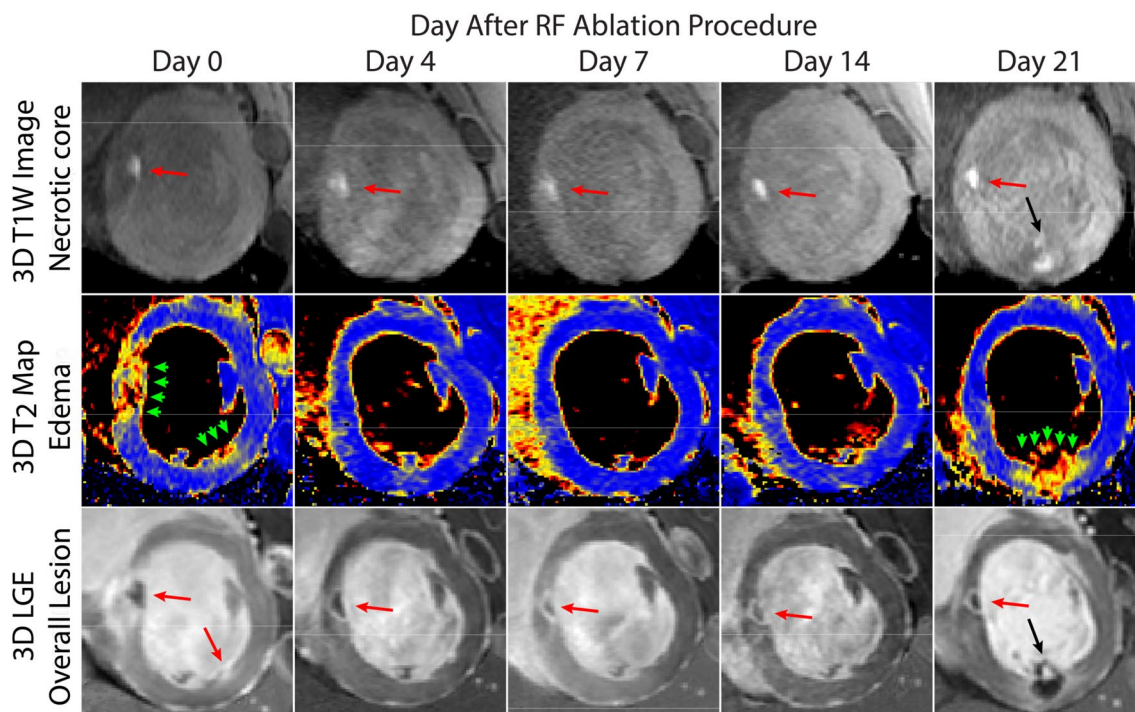 Day After RF Ablation Procedure
Day 0 Day 4 Day 7 Day 14 Day 21
3D T1W Image
Necrotic core
3D T2 Map
Edema
3D LGE
Overall Lesion